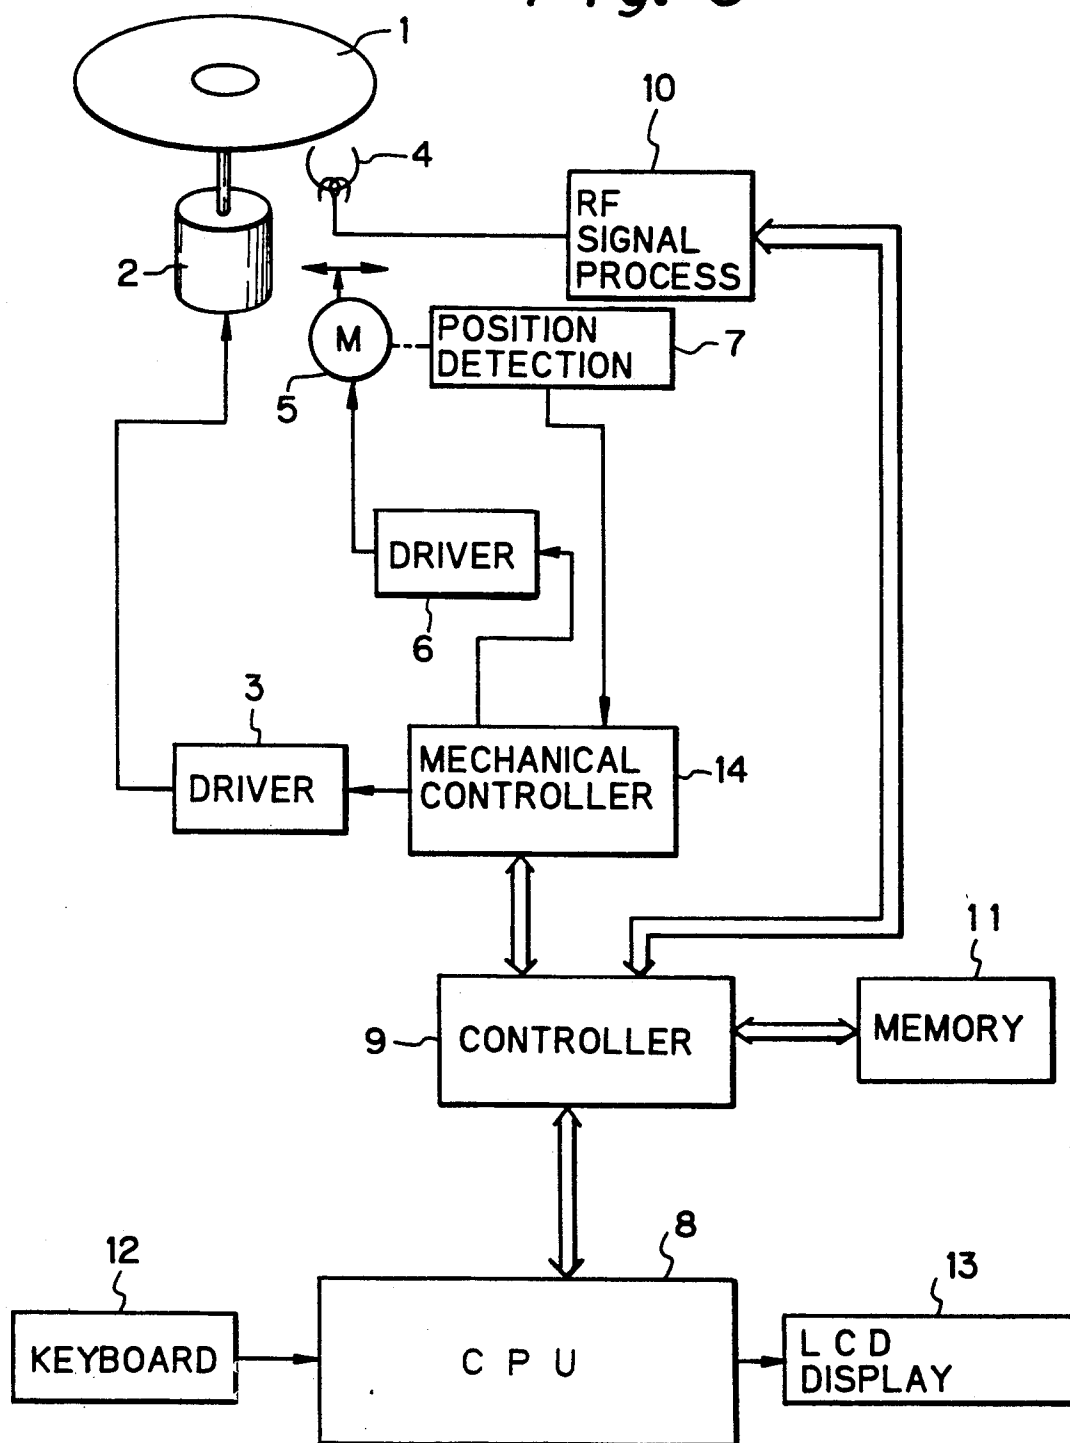 1
10
4
RF
SIGNAL
PROCESS
2
M
POSITION
DETECTION
7
5
DRIVER
6
3
MECHANICAL
CONTROLLER
14
DRIVER
11
9
CONTROLLER
MEMORY
8
12
13
KEYBOARD
C P U
L C D
DISPLAY